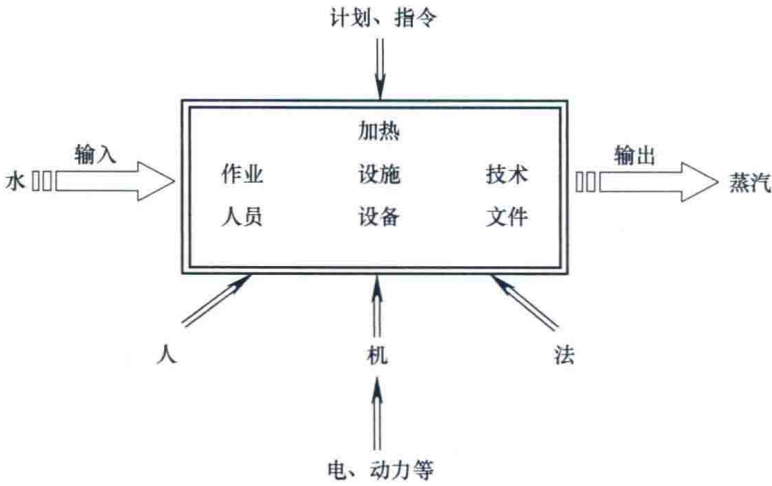 计划、指令
加热
输入
输出
水
作业
设施
技术
蒸汽
人员
设备
文件
人
机
法
电、动力等